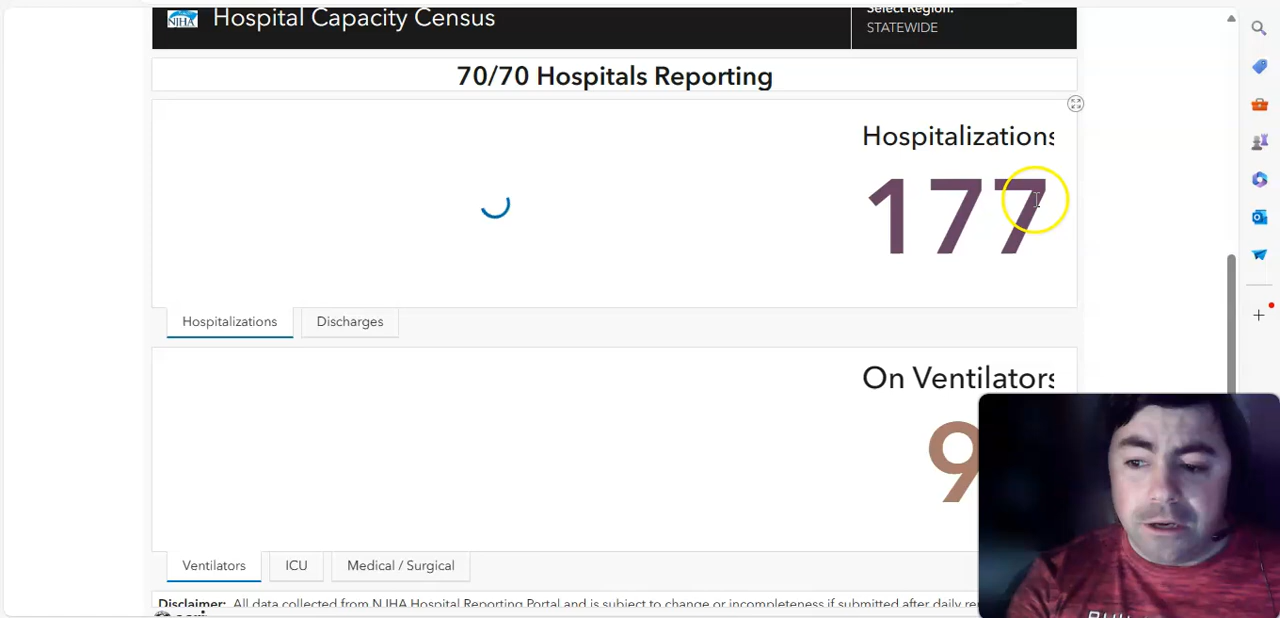 NJHA
Hospital Capacity Census
Select Region:
STATEWIDE
70/70 Hospitals Reporting
Hospitalizations
177
Hospitalizations
Discharges
On Ventilators
9
Ventilators
ICU
Medical / Surgical
Disclaimer: All data collected from NJHA Hospital Reporting Portal and is subject to change or incompleteness if submitted after daily
esri